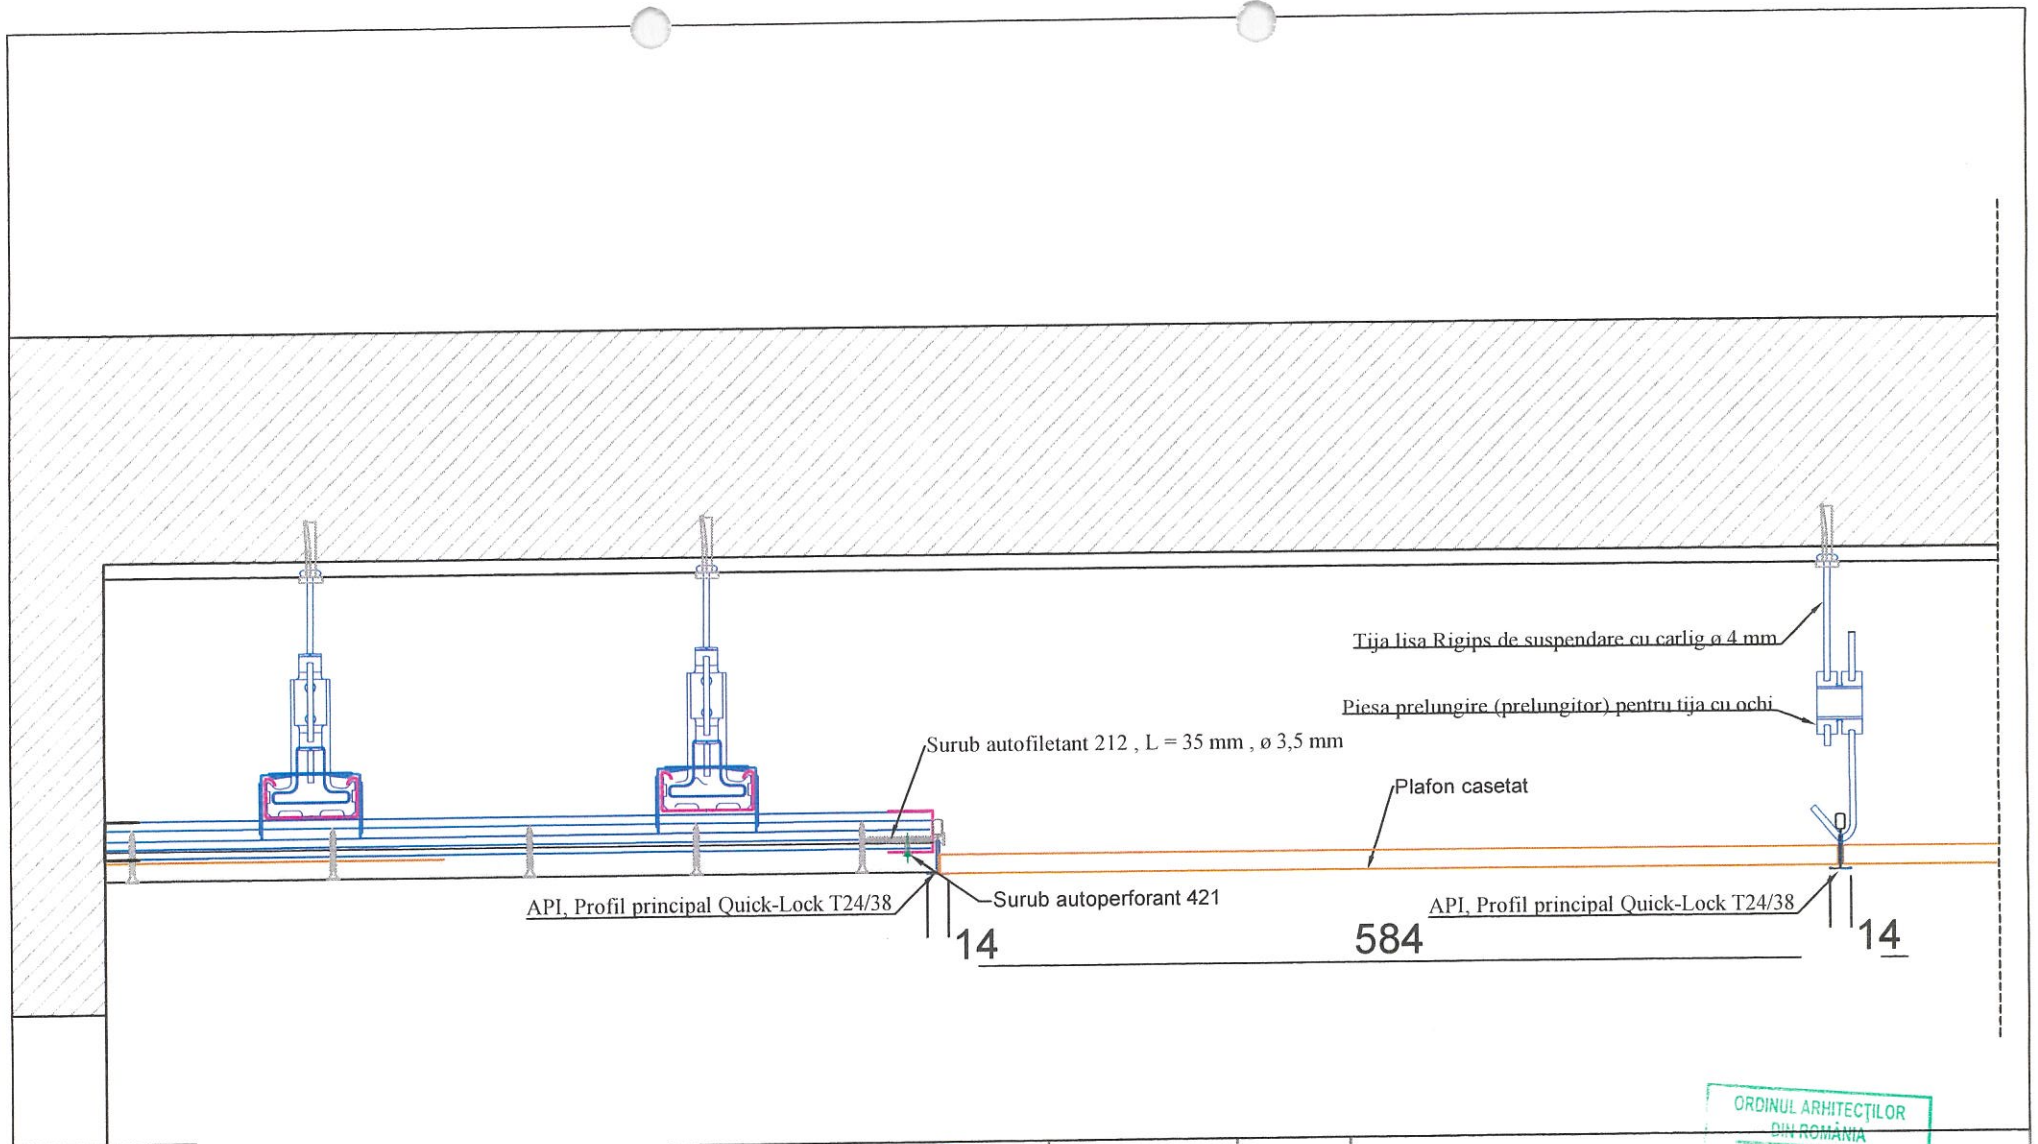 Tija lisa Rigips de suspendare cu carlig ø 4 mm
Piesa prelungire (prelungitor) pentru tija cu ochi
Surub autofiletant 212 , L = 35 mm , ø 3,5 mm
Plafon casetat
API, Profil principal Quick-Lock T24/38
Surub autoperforant 421
API, Profil principal Quick-Lock T24/38
14
584
14
ORDINUL ARHITECȚILOR
DIN ROMÂNIA